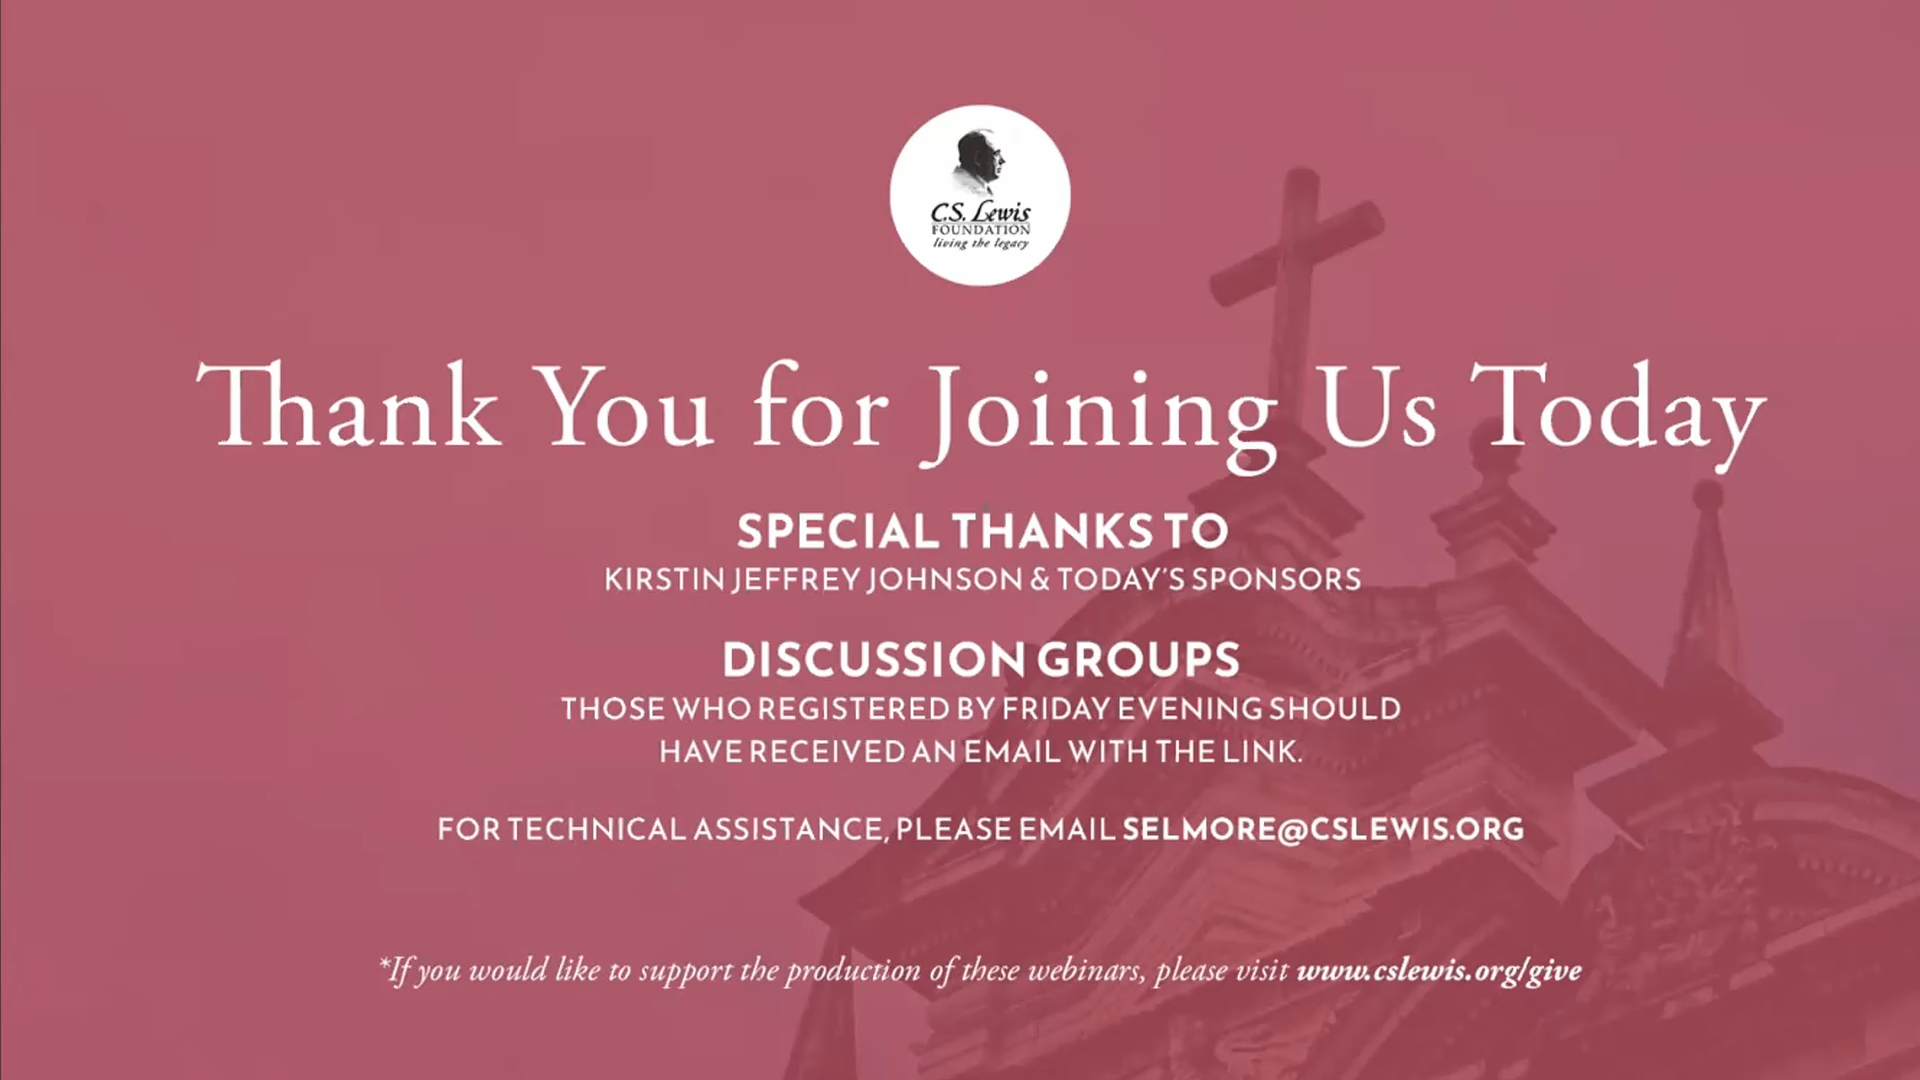 C.S. Lewis
FOUNDATION
living the legacy
Thank You for Joining Us Today
SPECIAL THANKS TO
KIRSTIN JEFFREY JOHNSON & TODAY'S SPONSORS
DISCUSSION GROUPS
THOSE WHO REGISTERED BY FRIDAY EVENING SHOULD
HAVE RECEIVED AN EMAIL WITH THE LINK.
FOR TECHNICAL ASSISTANCE, PLEASE EMAIL SELMORE@CSLEWIS.ORG
*If you would like to support the production of these webinars, please visit www.cslewis.org/give